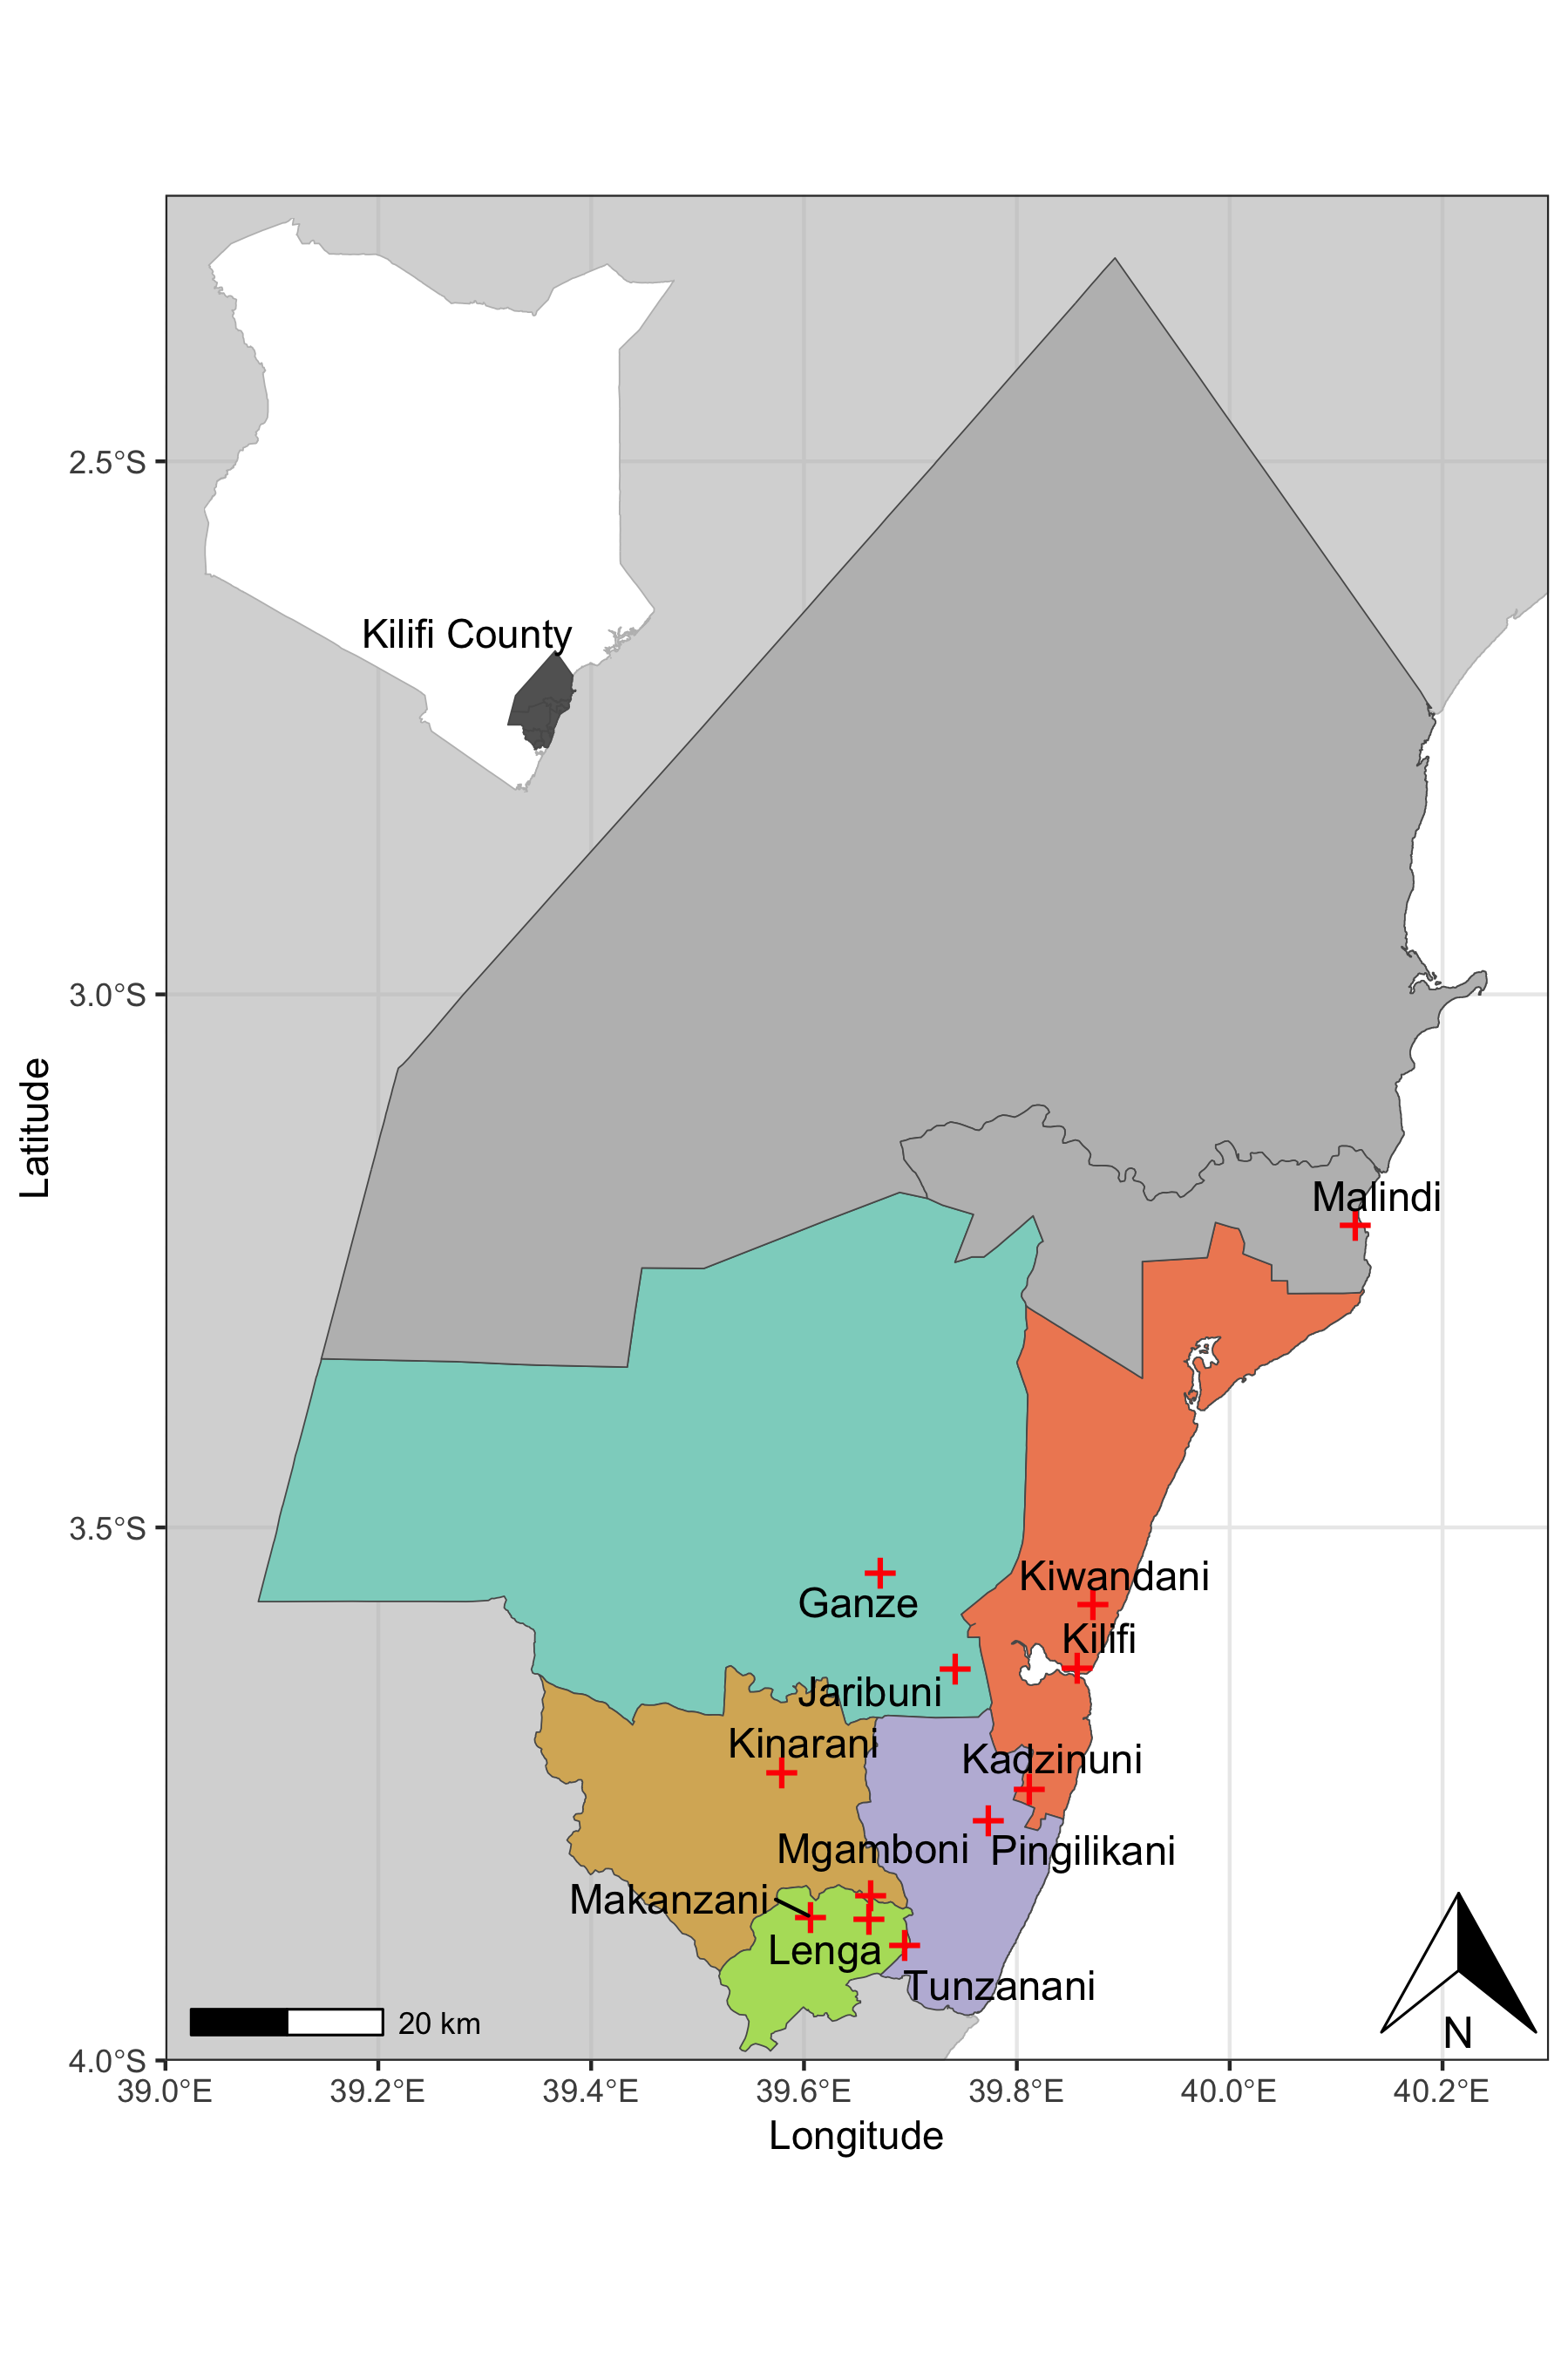 2.5°S
Kilifi County
3.0°S
Latitude
Malindi
3.5°S
Kiwandani
Ganze
Kilifi
Jaribuni
Kinarani
Kadzinuni
Mgamboni
Pingilikani
Makanzani
Lenga
Tunzanani
20 km
N
4.0°S
39.0°E
39.2°E
39.4°E
39.6°E
39.8°E
40.0°E
40.2°E
Longitude